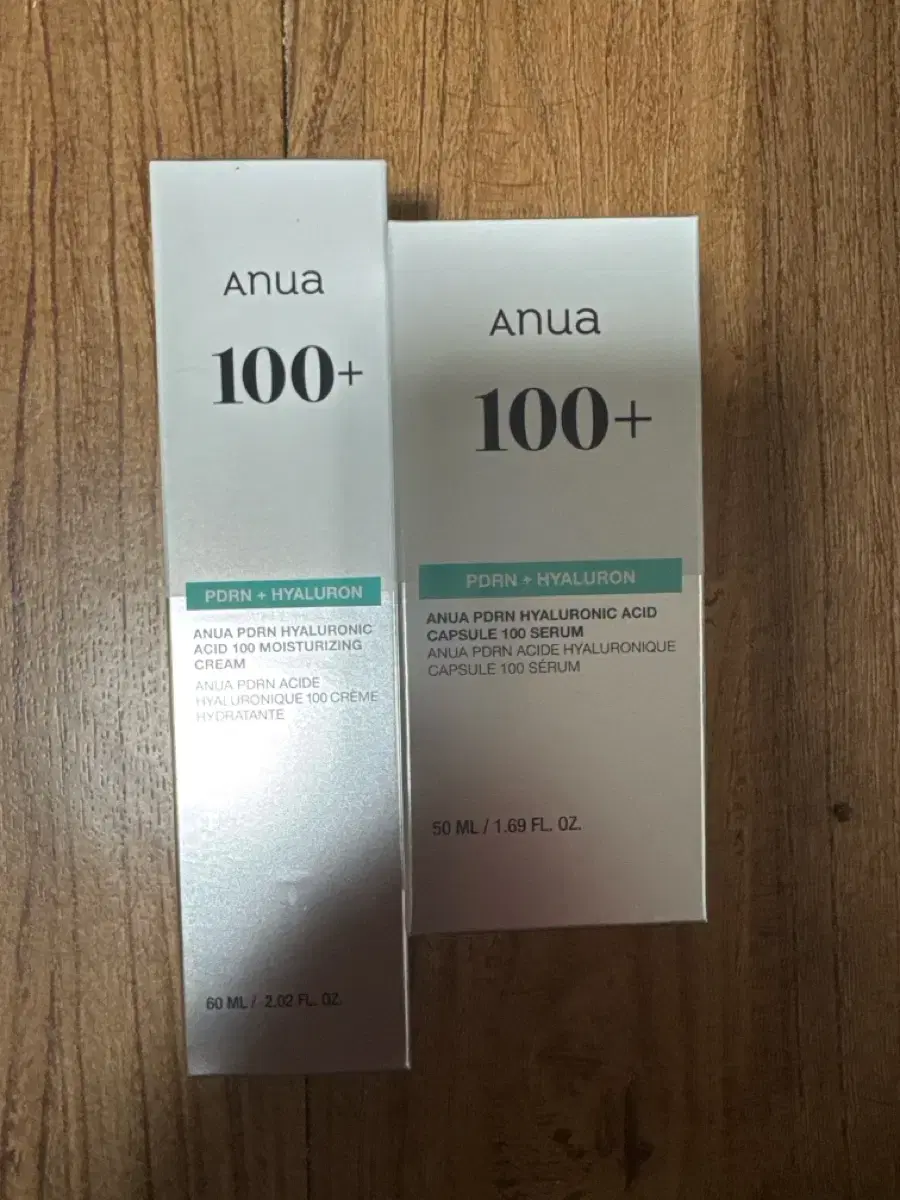 Anua
100+
PDRN + HYALURON
ANUA PDRN HYALURONIC
ACID 100 MOISTURIZING
CREAM
ANUA PDRN ACIDE
HYALURONIQUE 100 CRÈME
HYDRATANTE
60 ML / 2.02 FL. OZ.
Anua
100+
PDRN + HYALURON
ANUA PDRN HYALURONIC ACID
CAPSULE 100 SERUM
ANUA PDRN ACIDE HYALURONIQUE
CAPSULE 100 SÉRUM
50 ML / 1.69 FL. OZ.